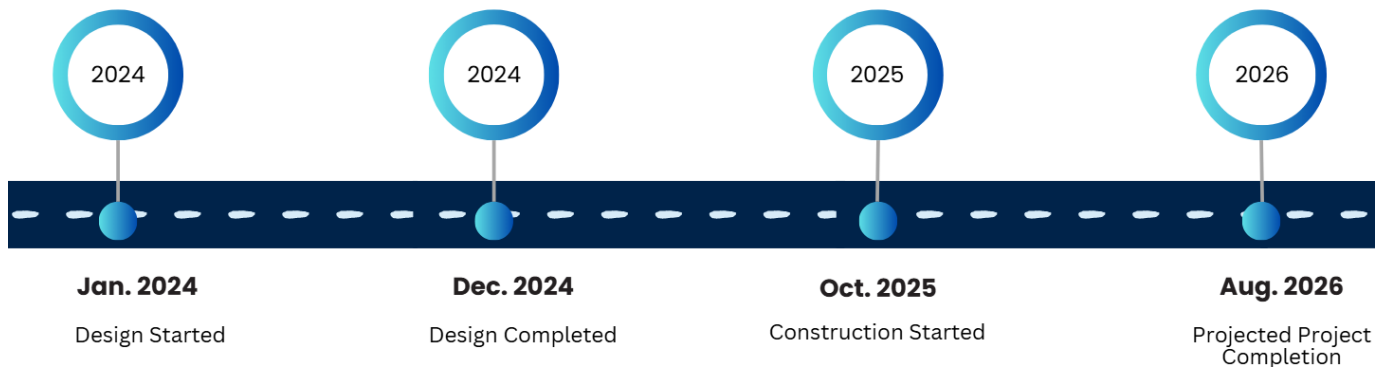 2024
2024
2025
2026
Jan. 2024
Dec. 2024
Oct. 2025
Aug. 2026
Design Started
Design Completed
Construction Started
Projected Project
Completion